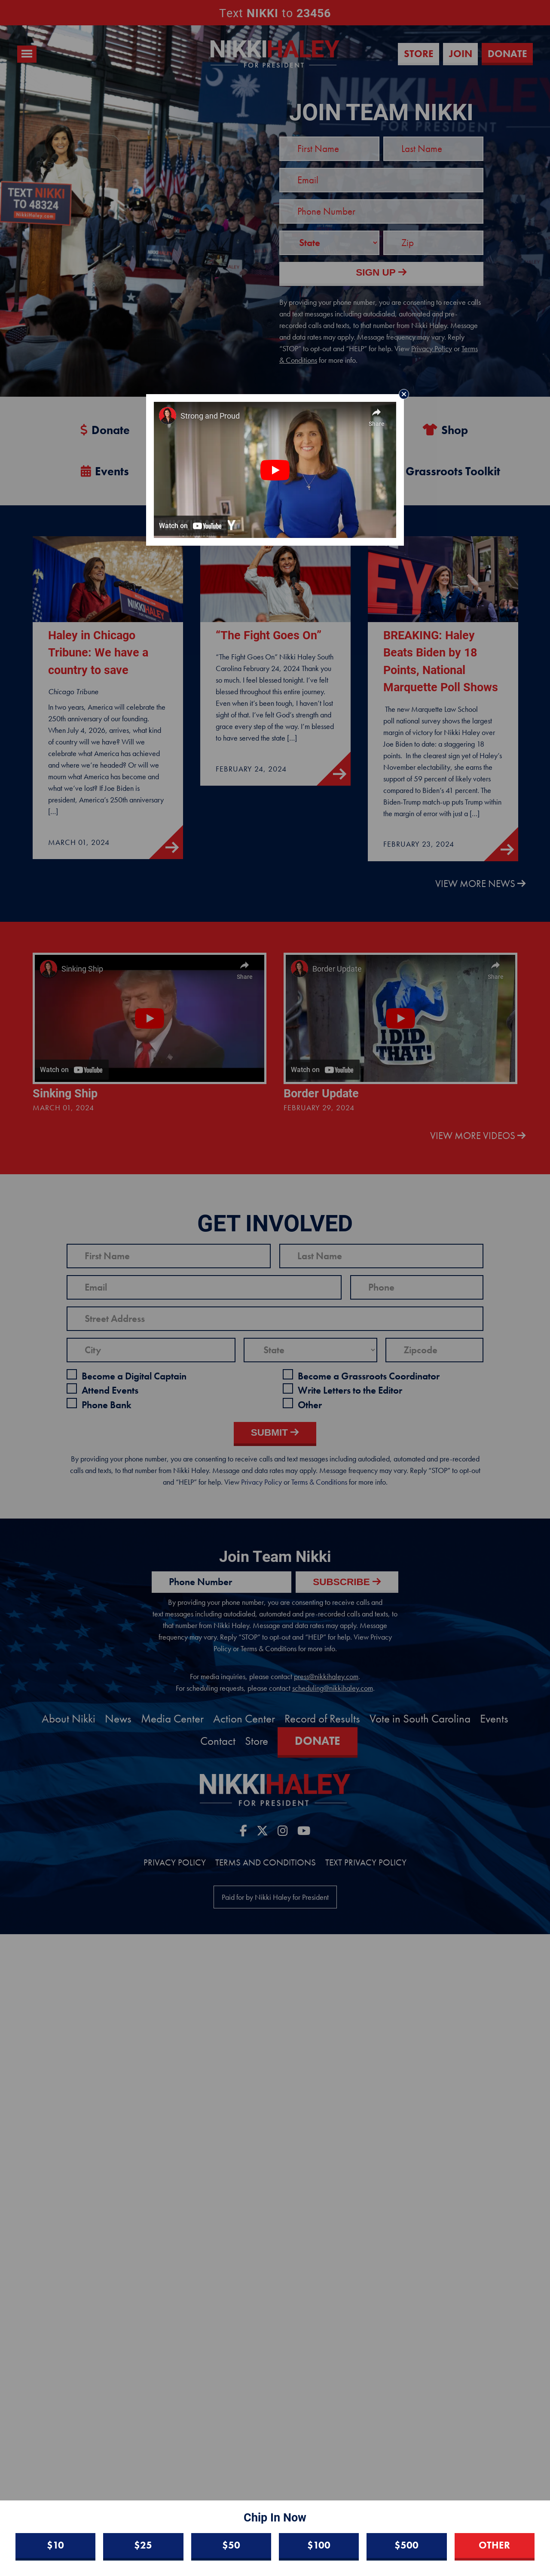 Text NIKKI to 23456
NIKKIHALEY
FOR PRESIDENT
STORE
JOIN
DONATE
TEXT NIKKI
TO 48324
NikkiHaley.com
JOIN TEAM NIKKI
First Name
Last Name
Email
Phone Number
State
Zip
SIGN UP
By providing your phone number, you are consenting to receive calls
and text messages including autodialed, automated and pre-
recorded calls and texts, to that number from Nikki Haley. Message
and data rates may apply. Message frequency may vary. Reply
"STOP" to opt-out and "HELP" for help. View Privacy Policy or Terms
& Conditions for more info.
Donate
Shop
Events
Grassroots Toolkit
Strong and Proud
Share
Watch on YouTube
Haley in Chicago
Tribune: We have a
country to save
Chicago Tribune
In two years, America will celebrate the
250th anniversary of our founding.
When July 4, 2026, arrives, what kind
of country will we have? Will we
celebrate what America has achieved
and where we're headed? Or will we
mourn what America has become and
what we've lost? If Joe Biden is
president, America's 250th anniversary
[...]
MARCH 01, 2024
"The Fight Goes On"
"The Fight Goes On" Nikki Haley South
Carolina February 24, 2024 Thank you
so much. I feel blessed tonight. I've felt
blessed throughout this entire journey.
Even when it's been tough, I haven't lost
sight of that. I've felt God's strength and
grace every step of the way. I'm blessed
to have served the state [...]
FEBRUARY 24, 2024
BREAKING: Haley
Beats Biden by 18
Points, National
Marquette Poll Shows
The new Marquette Law School
poll national survey shows the largest
margin of victory for Nikki Haley over
Joe Biden to date: a staggering 18
points.  In the clearest sign yet of Haley's
November electability, she earns the
support of 59 percent of likely voters
compared to Biden's 41 percent. The
Biden-Trump match-up puts Trump within
the margin of error with just a [...]
FEBRUARY 23, 2024
VIEW MORE NEWS
Sinking Ship
Share
Watch on YouTube
Sinking Ship
MARCH 01, 2024
Border Update
Share
I DID
THAT!
Watch on YouTube
Border Update
FEBRUARY 29, 2024
VIEW MORE VIDEOS
GET INVOLVED
First Name
Last Name
Email
Phone
Street Address
City
State
Zipcode
Become a Digital Captain
Become a Grassroots Coordinator
Attend Events
Write Letters to the Editor
Phone Bank
Other
SUBMIT
By providing your phone number, you are consenting to receive calls and text messages including autodialed, automated and pre-recorded
calls and texts, to that number from Nikki Haley. Message and data rates may apply. Message frequency may vary. Reply "STOP" to opt-out
and "HELP" for help. View Privacy Policy or Terms & Conditions for more info.
Join Team Nikki
Phone Number
SUBSCRIBE
By providing your phone number, you are consenting to receive calls and
text messages including autodialed, automated and pre-recorded calls and texts, to
that number from Nikki Haley. Message and data rates may apply. Message
frequency may vary. Reply "STOP" to opt-out and "HELP" for help. View Privacy
Policy or Terms & Conditions for more info.
For media inquiries, please contact press@nikkihaley.com.
For scheduling requests, please contact scheduling@nikkihaley.com.
About Nikki News Media Center Action Center Record of Results Vote in South Carolina Events
Contact Store DONATE
NIKKIHALEY
FOR PRESIDENT
PRIVACY POLICY TERMS AND CONDITIONS TEXT PRIVACY POLICY
Paid for by Nikki Haley for President
Chip In Now
$10
$25
$50
$100
$500
OTHER